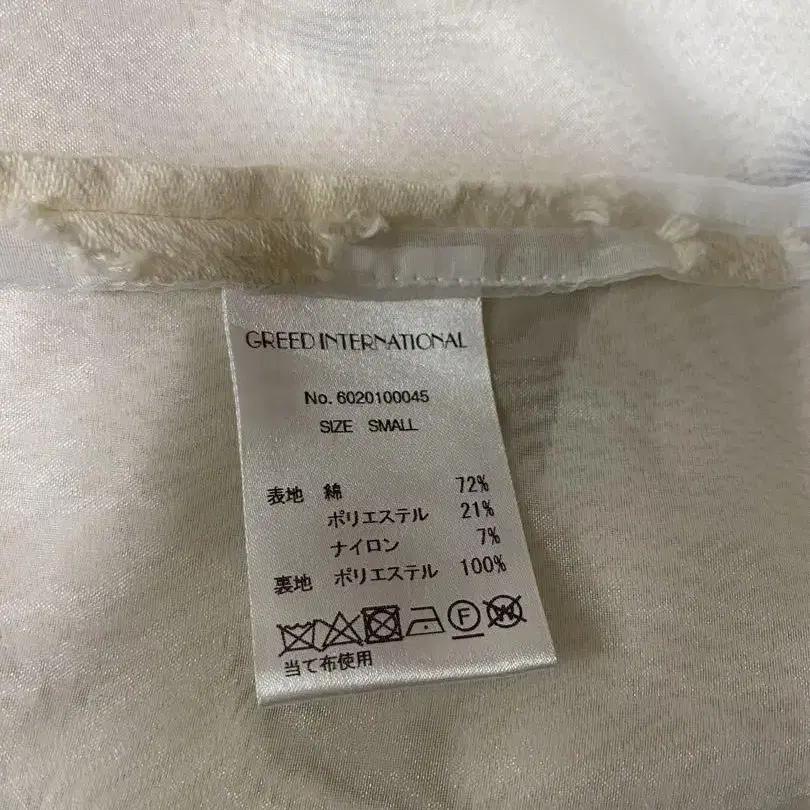 GREED INTERNATIONAL
No. 6020100045
SIZE SMALL
表地 綿 72%
ポリエステル 21%
ナイロン 7%
裏地 ポリエステル 100%
F W
当て布使用